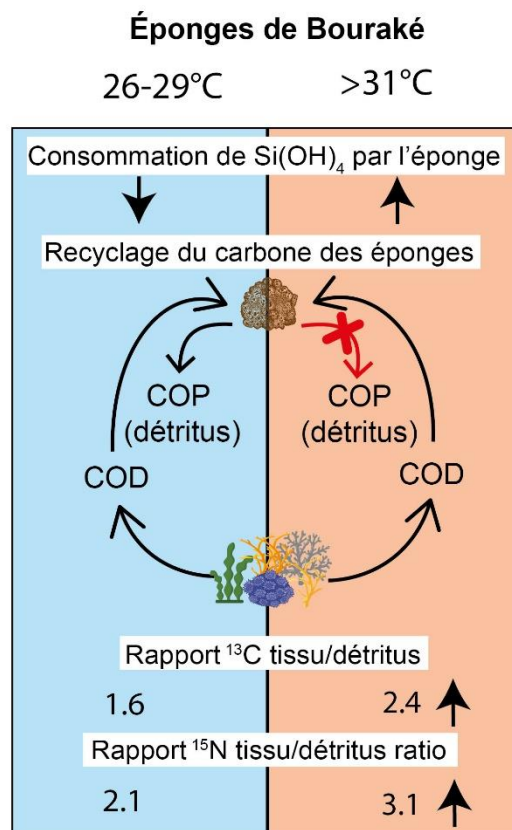 Éponges de Bouraké
26-29°C >31°C
Consommation de Si(OH)₄ par l'éponge
Recyclage du carbone des éponges
COP
(détritus)
COP
(détritus)
COD
COD
Rapport ¹³C tissu/détritus
1.6 2.4
Rapport ¹⁵N tissu/détritus ratio
2.1 3.1